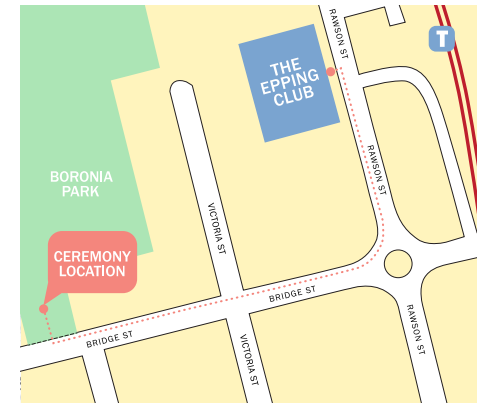 RAWSON ST
T
THE
EPPING
CLUB
RAWSON ST
BORONIA
PARK
VICTORIA ST
CEREMONY
LOCATION
BRIDGE ST
RAWSON ST
BRIDGE ST
VICTORIA ST